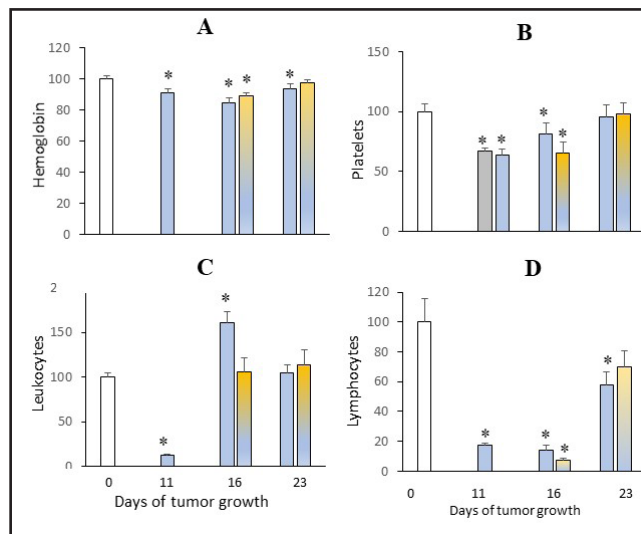 A
Hemoglobin
120
100
80
60
40
20
0
* * * *
B
Platelets
150
100
50
0
* * * *
C
Leukocytes
2
150
100
50
0
* *
0 11 16 23
Days of tumor growth
D
Lymphocytes
120
100
80
60
40
20
0
* * * *
0 11 16 23
Days of tumor growth